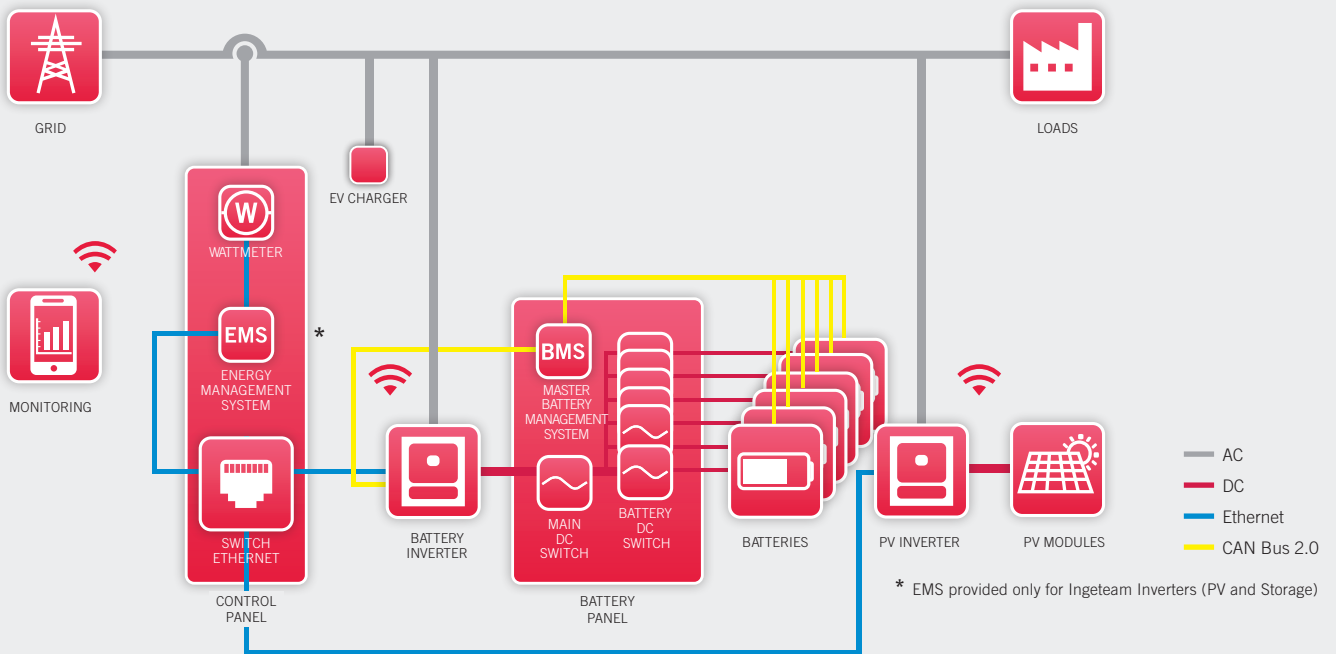 GRID
LOADS
EV CHARGER
W
WATTMETER
EMS
*
ENERGY
MANAGEMENT
SYSTEM
MONITORING
SWITCH
ETHERNET
CONTROL
PANEL
BATTERY
INVERTER
BMS
MASTER
BATTERY
MANAGEMENT
SYSTEM
MAIN
DC
SWITCH
BATTERY
DC
SWITCH
BATTERY
PANEL
BATTERIES
PV INVERTER
PV MODULES
AC
DC
Ethernet
CAN Bus 2.0
* EMS provided only for Ingeteam Inverters (PV and Storage)